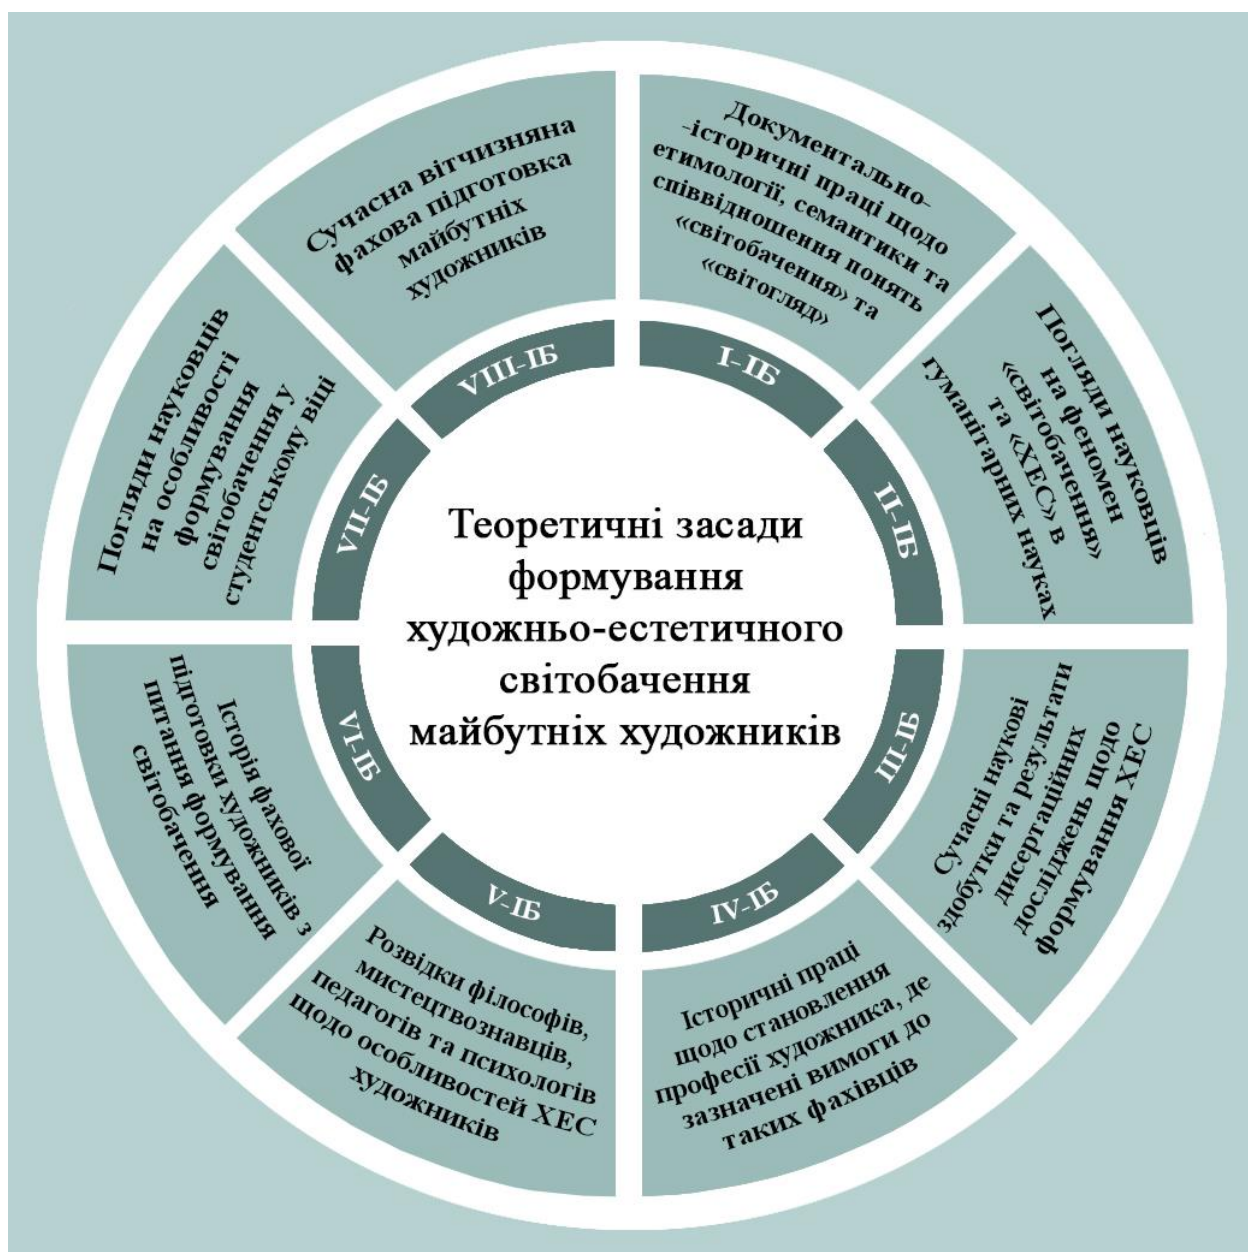 Теоретичні засади
формування
художньо-естетичного
світобачення
майбутніх художників
І-ІБ
Документально-
-історичні праці щодо
етимології, семантики та
співвідношення понять
«світобачення» та
«світогляд»
ІІ-ІБ
Погляди науковців
на феномен
«світобачення»
та «ХЕС» в
гуманітарних науках
ІІІ-ІБ
Сучасні наукові
здобутки та результати
дисертаційних
досліджень щодо
формування ХЕС
IV-ІБ
Історичні праці
щодо становлення
професії художника, де
зазначені вимоги до
таких фахівців
V-ІБ
Розвідки філософів,
мистецтвознавців,
педагогів та психологів
щодо особливостей ХЕС
художників
VI-ІБ
Історія фахової
підготовки художників з
питання формування
світобачення
VII-ІБ
Погляди науковців
на особливості
формування
світобачення у
студентському віці
VIII-ІБ
Сучасна вітчизняна
фахова підготовка
майбутніх
художників